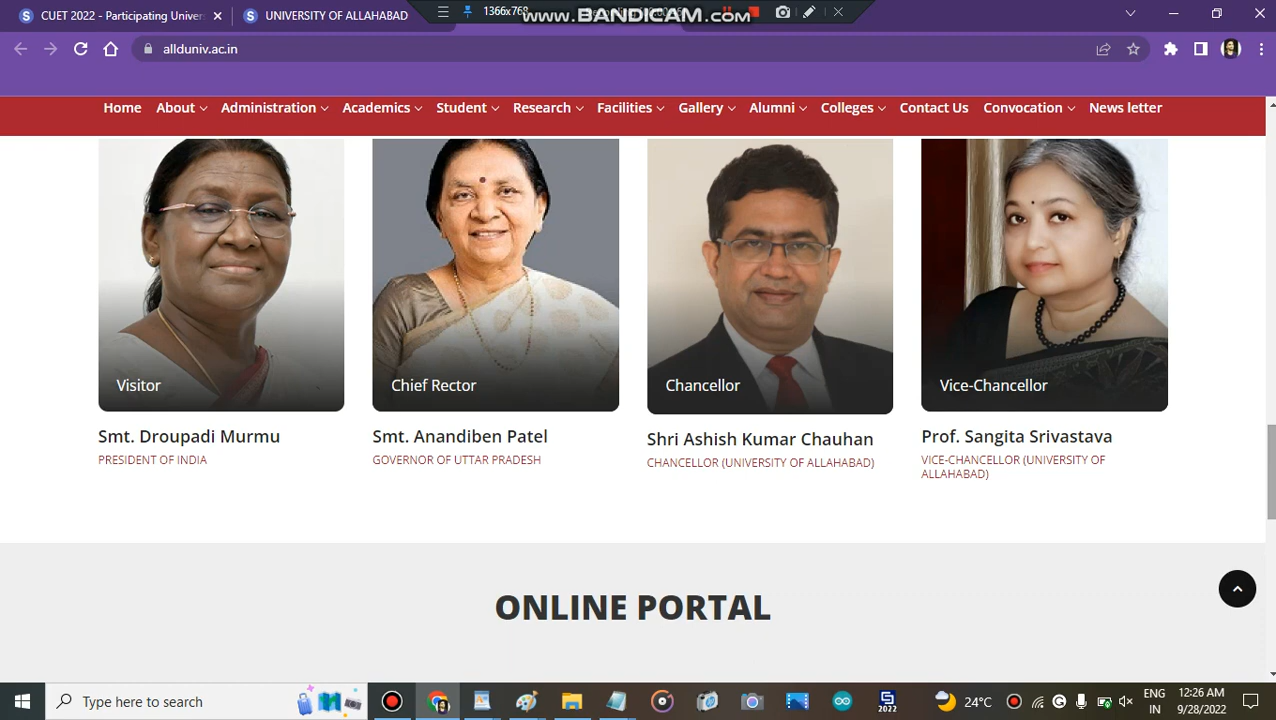 CUET 2022 - Participating Univer
UNIVERSITY OF ALLAHABAD
1366x768
www.BANDICAM.com
allduniv.ac.in
Home About Administration Academics Student Research Facilities Gallery Alumni Colleges Contact Us Convocation News letter
Visitor
Chief Rector
Chancellor
Vice-Chancellor
Smt. Droupadi Murmu
PRESIDENT OF INDIA
Smt. Anandiben Patel
GOVERNOR OF UTTAR PRADESH
Shri Ashish Kumar Chauhan
CHANCELLOR (UNIVERSITY OF ALLAHABAD)
Prof. Sangita Srivastava
VICE-CHANCELLOR (UNIVERSITY OF
ALLAHABAD)
ONLINE PORTAL
Type here to search
2022
24°C
ENG
IN
12:26 AM
9/28/2022